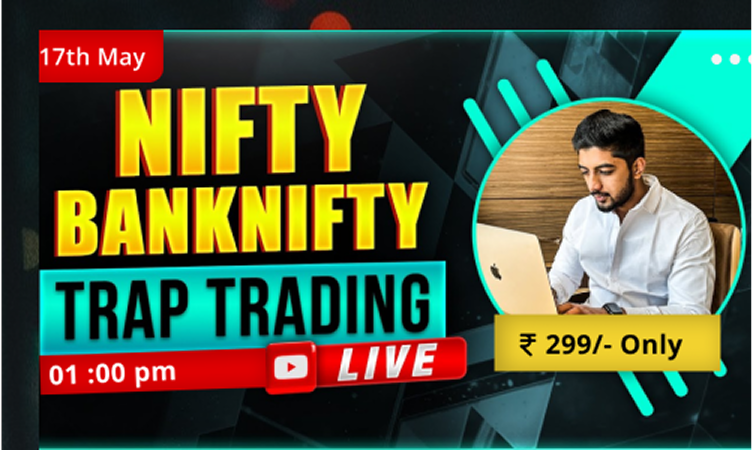 17th May
NIFTY
BANKNIFTY
TRAP TRADING
01 :00 pm
LIVE
₹ 299/- Only